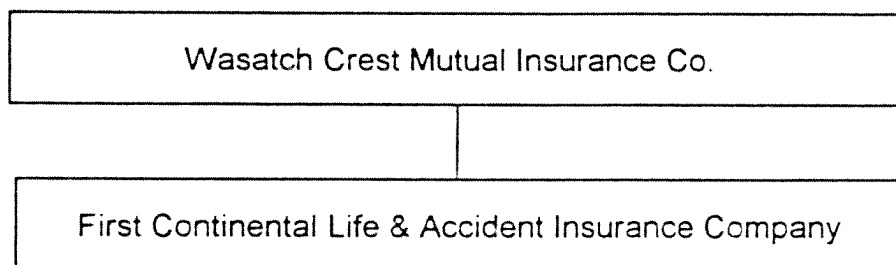 Wasatch Crest Mutual Insurance Co.
First Continental Life & Accident Insurance Company